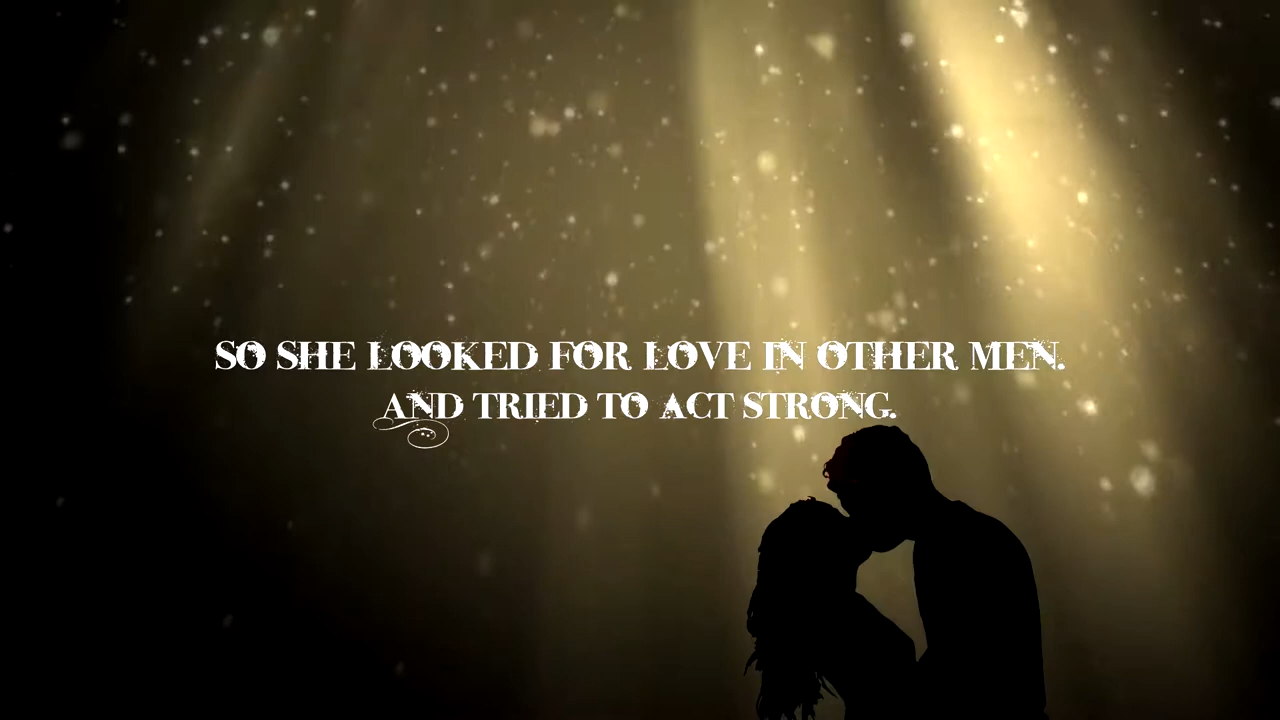 SO SHE LOOKED FOR LOVE IN OTHER MEN.
AND TRIED TO ACT STRONG.